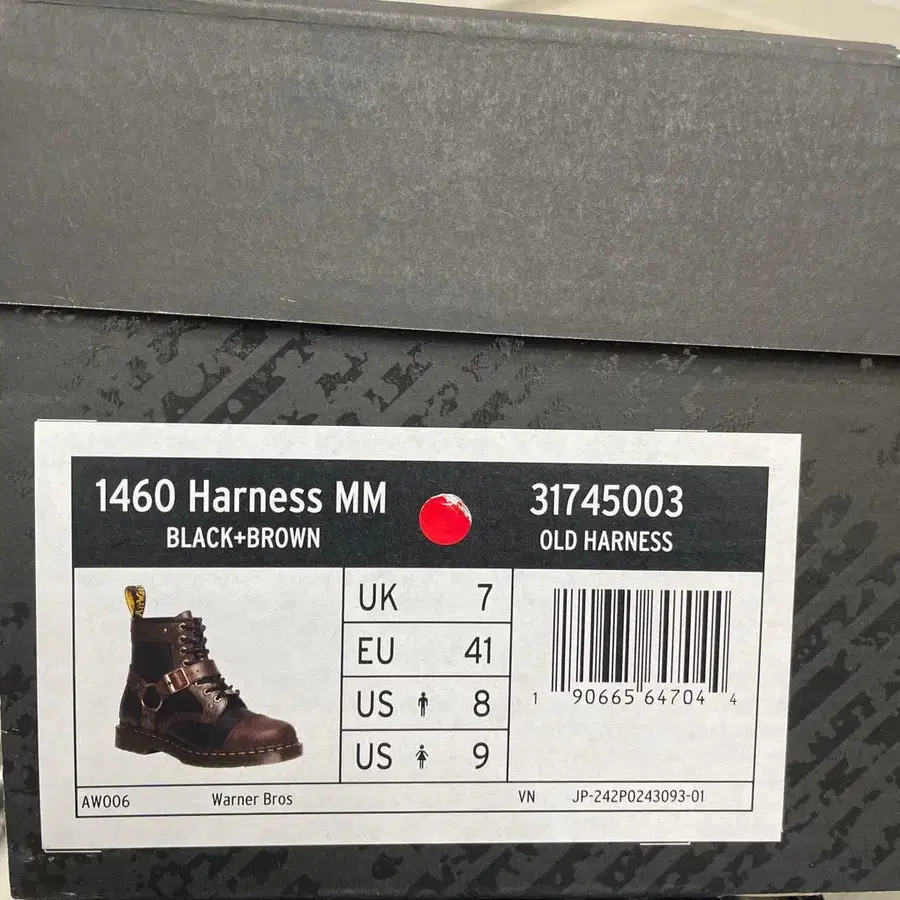 1460 Harness MM
BLACK+BROWN
31745003
OLD HARNESS
UK 7
EU 41
US 8
US 9
1 90665 64704 4
AW006 Warner Bros VN JP-242P0243093-01